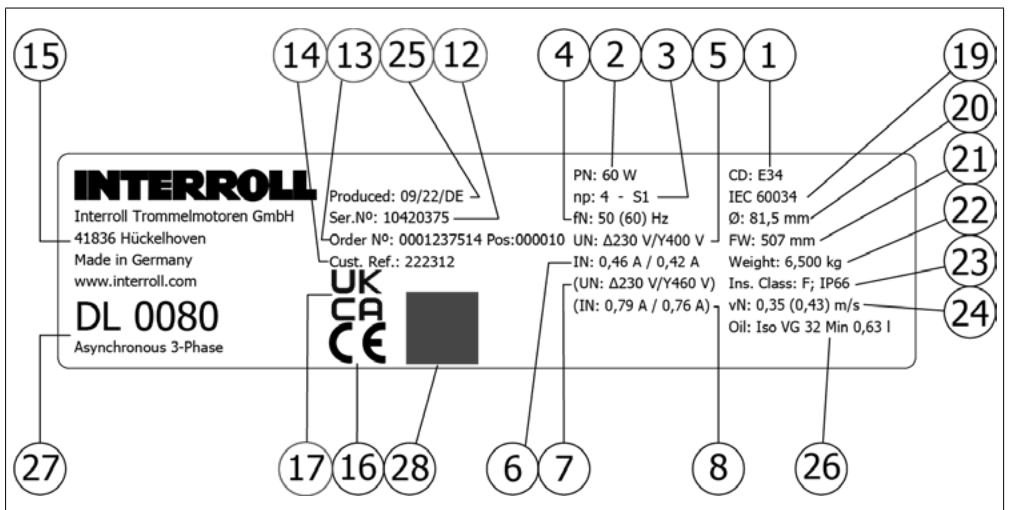 15
14
13
25
12
4
2
3
5
1
19
20
21
22
23
24
INTERROLL
Interroll Trommelmotoren GmbH
41836 Hückelhoven
Made in Germany
www.interroll.com
DL 0080
Asynchronous 3-Phase
Produced: 09/22/DE
Ser.Nº: 10420375
Order Nº: 0001237514 Pos:000010
Cust. Ref.: 222312
UK
CA
CE
PN: 60 W
np: 4 - S1
fN: 50 (60) Hz
UN: Δ230 V/Y400 V
IN: 0,46 A / 0,42 A
(UN: Δ230 V/Y460 V)
(IN: 0,79 A / 0,76 A)
CD: E34
IEC 60034
Ø: 81,5 mm
FW: 507 mm
Weight: 6,500 kg
Ins. Class: F; IP66
vN: 0,35 (0,43) m/s
Oil: Iso VG 32 Min 0,63 l
27
17
16
28
6
7
8
26